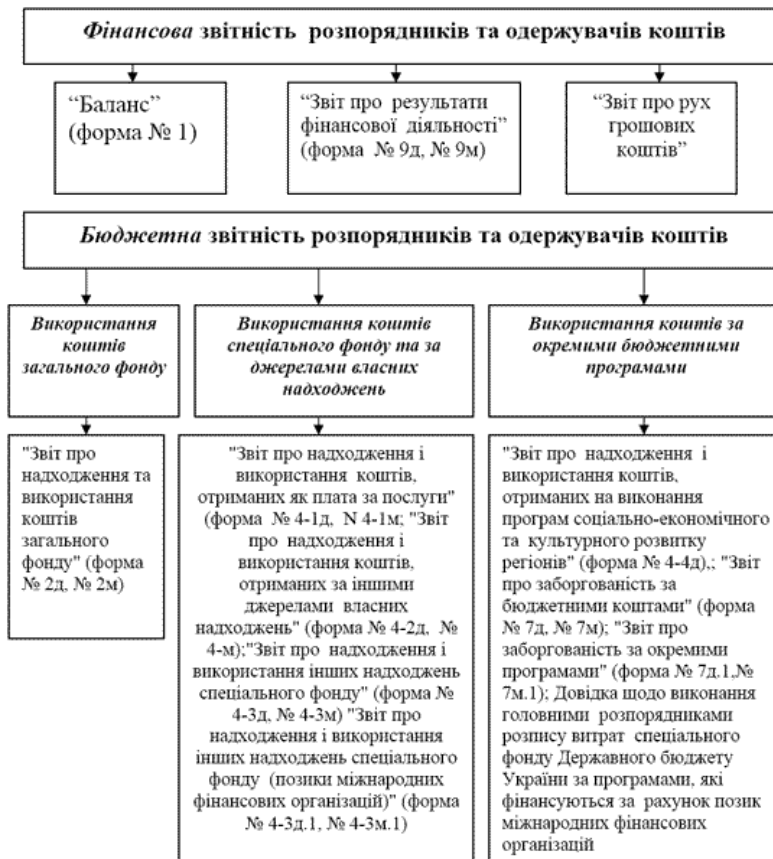 Фінансова звітність розпорядників та одержувачів коштів
“Баланс”
(форма № 1)
“Звіт про результати
фінансової діяльності”
(форма № 9д, № 9м)
“Звіт про рух
грошових
коштів”
Бюджетна звітність розпорядників та одержувачів коштів
Використання
коштів
загального фонду
Використання коштів
спеціального фонду та за
джерелами власних
надходжень
Використання коштів за
окремими бюджетними
програмами
"Звіт про
надходження та
використання
коштів
загального
фонду" (форма
№ 2д, № 2м)
"Звіт про надходження і
використання коштів,
отриманих як плата за послуги"
(форма № 4-1д, N 4-1м; "Звіт
про надходження і
використання коштів,
отриманих за іншими
джерелами власних
надходжень" (форма № 4-2д, №
4-м);"Звіт про надходження і
використання інших надходжень
спеціального фонду" (форма №
4-3д, № 4-3м) "Звіт про
надходження і використання
інших надходжень спеціального
фонду (позики міжнародних
фінансових організацій)" (форма
№ 4-3д.1, № 4-3м.1)
"Звіт про надходження і
використання коштів,
отриманих на виконання
програм соціально-економічного
та культурного розвитку
регіонів" (форма № 4-4д),; "Звіт
про заборгованість за
бюджетними коштами" (форма
№ 7д, № 7м); "Звіт про
заборгованість за окремими
програмами" (форма № 7д.1,№
7м.1); Довідка щодо виконання
головними розпорядниками
розпису витрат спеціального
фонду Державного бюджету
України за програмами, які
фінансуються за рахунок позик
міжнародних фінансових
організацій